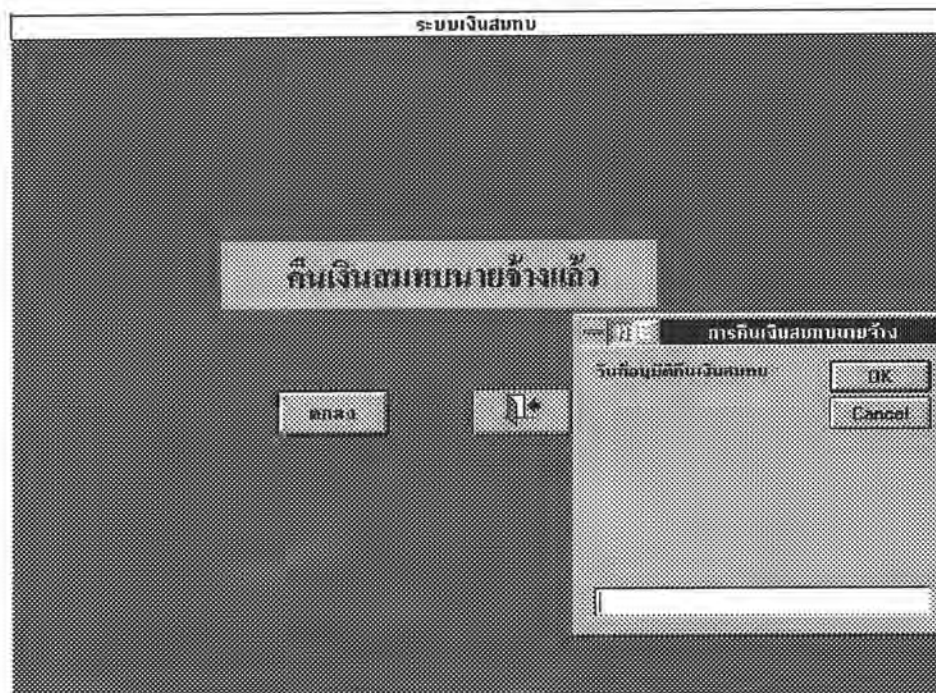 ระบบเงินสมทบ
คืนเงินสมทบนายจ้างแล้ว
การคืนเงินสมทบนายจ้าง
วันที่อนุมัติคืนเงินสมทบ
OK
Cancel
ตกลง